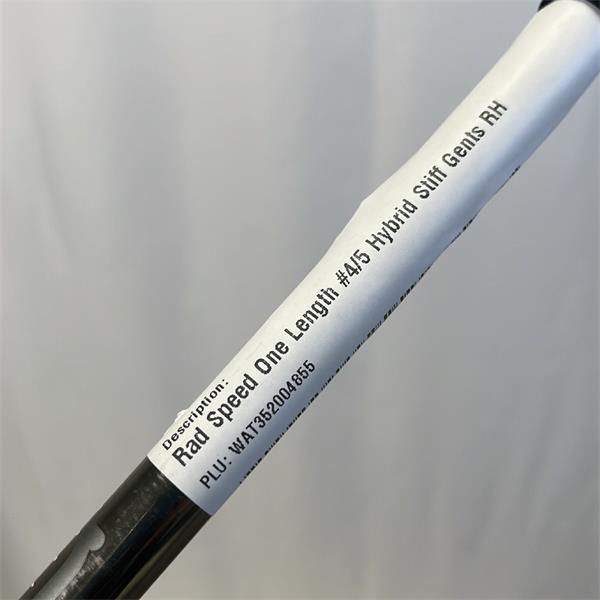 Description:
Rad Speed One Length #4/5 Hybrid Stiff Gents RH
PLU: WAT352004855